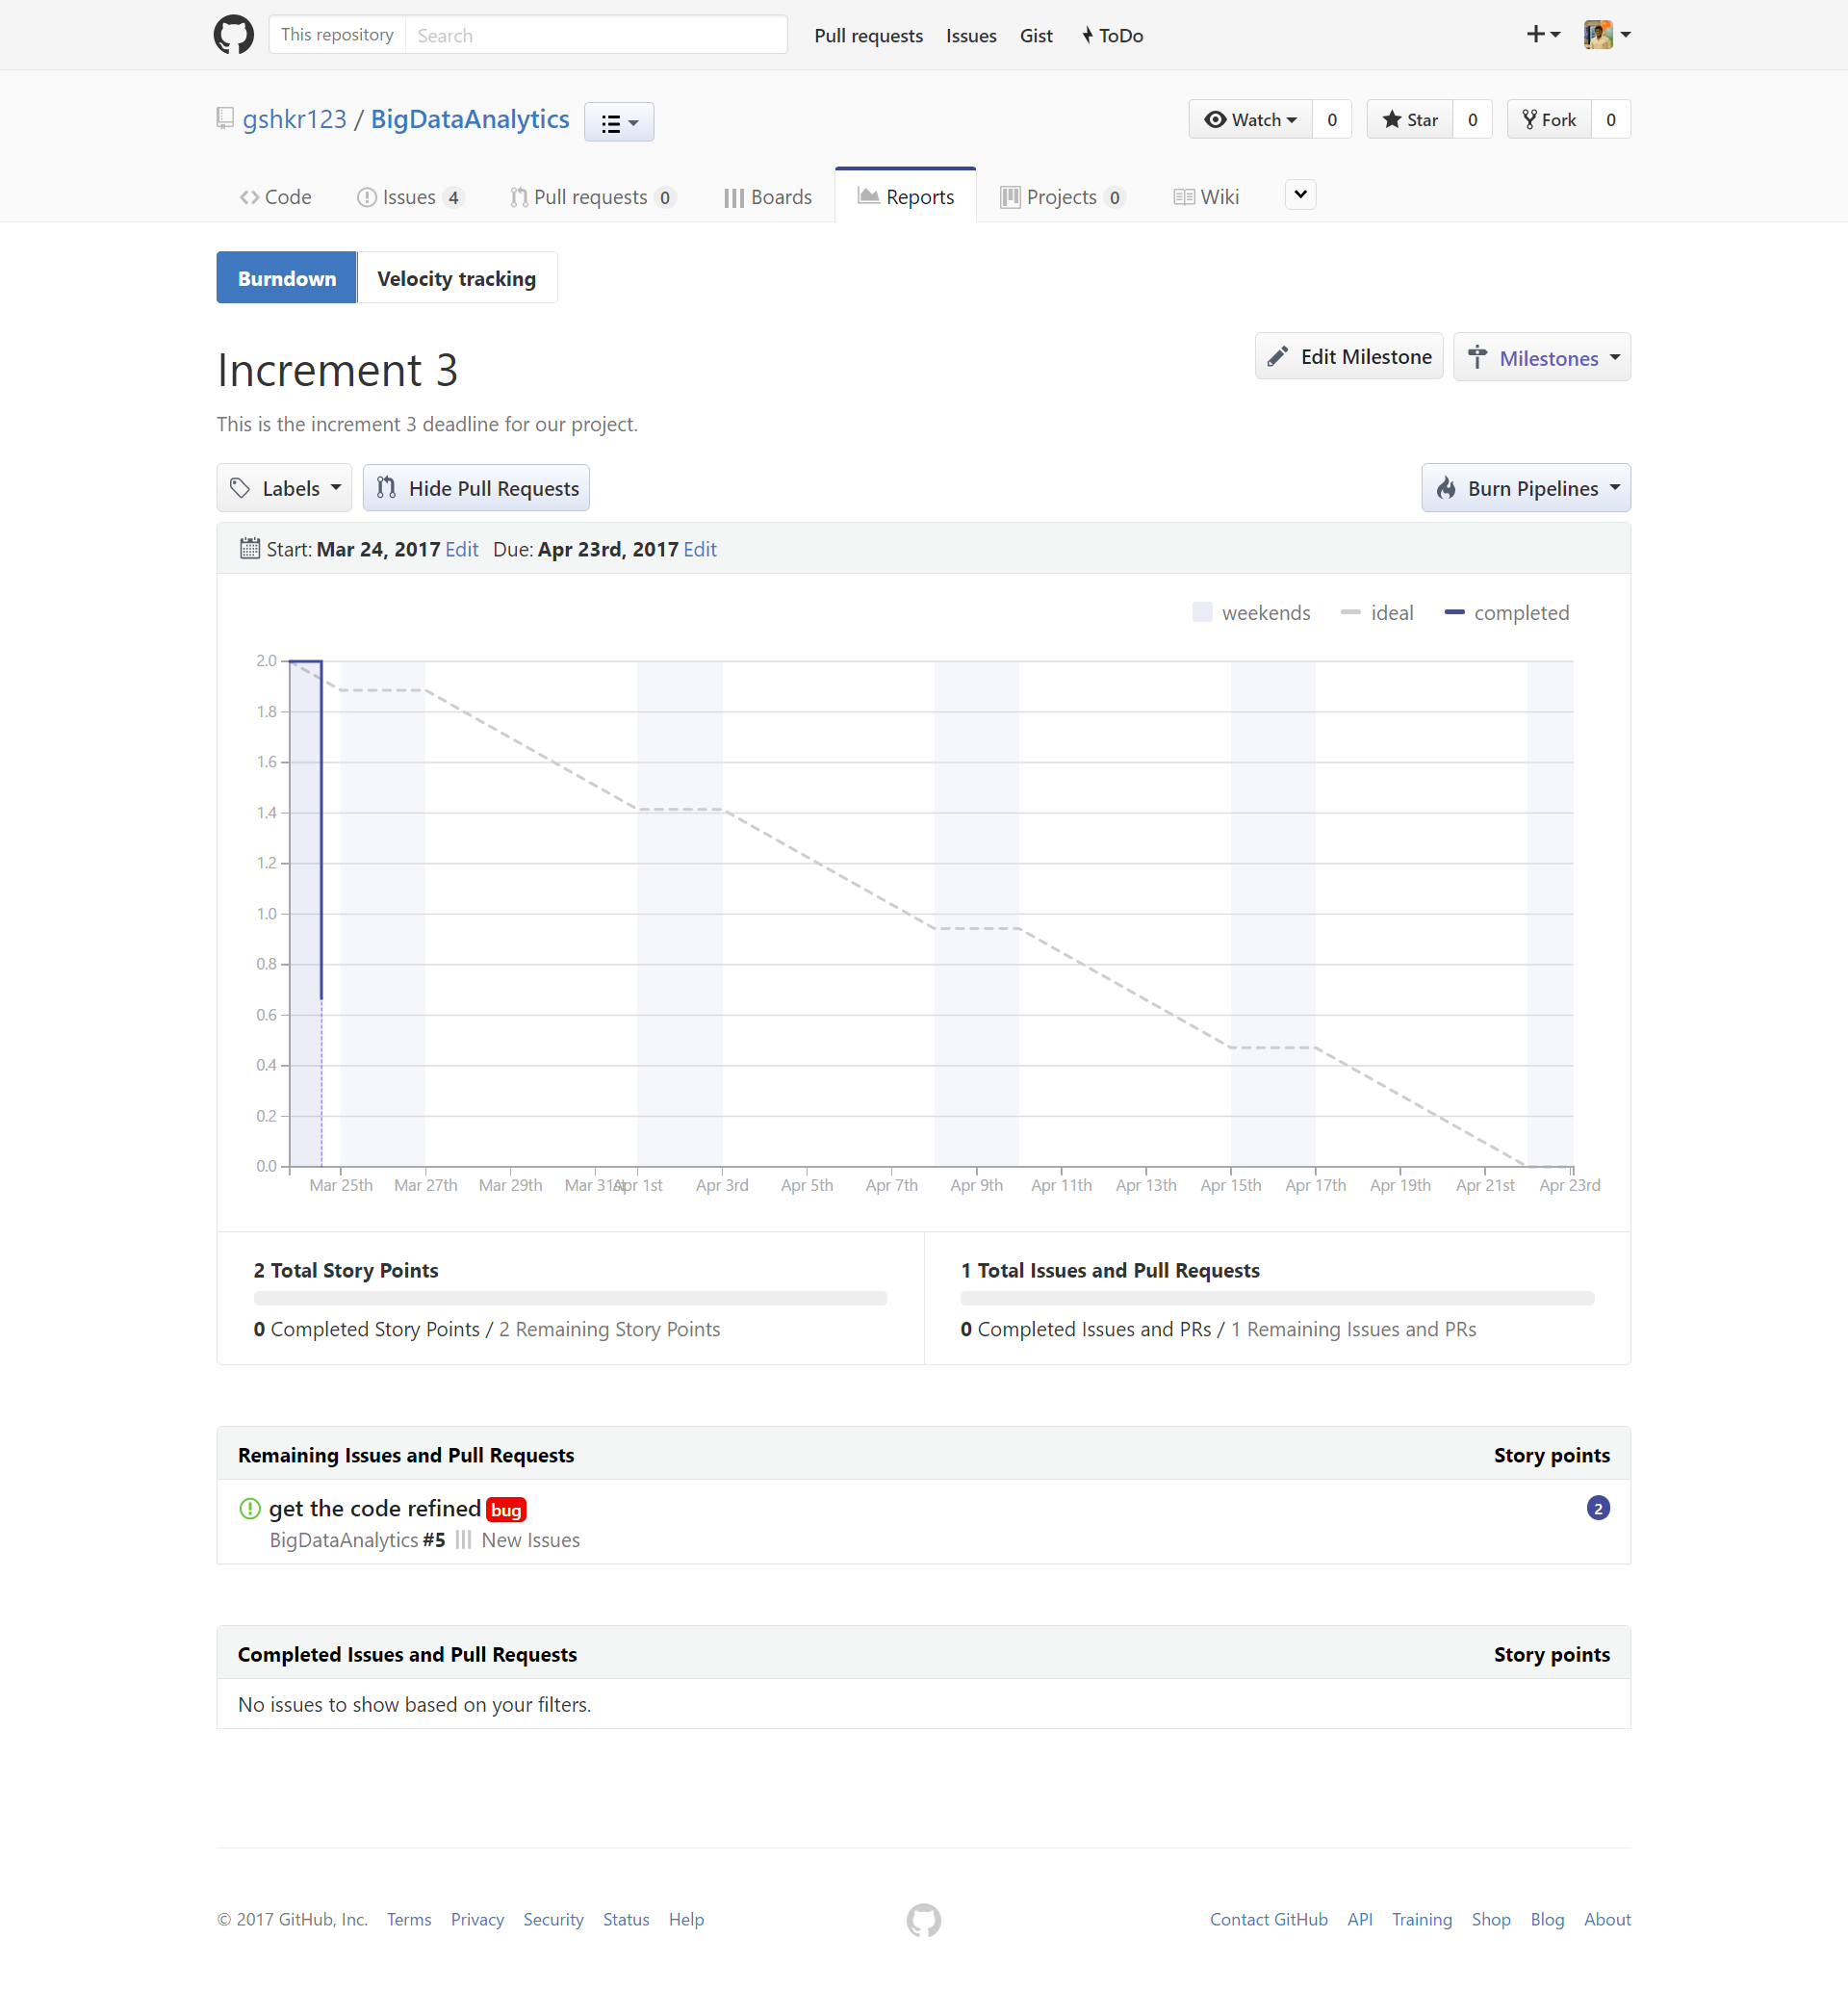 This repository Search Pull requests Issues Gist ToDo
gshkr123 / BigDataAnalytics Watch 0 Star 0 Fork 0
Code Issues 4 Pull requests 0 Boards Reports Projects 0 Wiki
Burndown Velocity tracking
Increment 3 Edit Milestone Milestones
This is the increment 3 deadline for our project.
Labels Hide Pull Requests Burn Pipelines
Start: Mar 24, 2017 Edit Due: Apr 23rd, 2017 Edit
weekends ideal completed
2.0
1.8
1.6
1.4
1.2
1.0
0.8
0.6
0.4
0.2
0.0
Mar 25th Mar 27th Mar 29th Mar 31st Apr 1st Apr 3rd Apr 5th Apr 7th Apr 9th Apr 11th Apr 13th Apr 15th Apr 17th Apr 19th Apr 21st Apr 23rd
2 Total Story Points 1 Total Issues and Pull Requests
0 Completed Story Points / 2 Remaining Story Points 0 Completed Issues and PRs / 1 Remaining Issues and PRs
Remaining Issues and Pull Requests Story points
get the code refined bug 2
BigDataAnalytics #5 New Issues
Completed Issues and Pull Requests Story points
No issues to show based on your filters.
© 2017 GitHub, Inc. Terms Privacy Security Status Help Contact GitHub API Training Shop Blog About